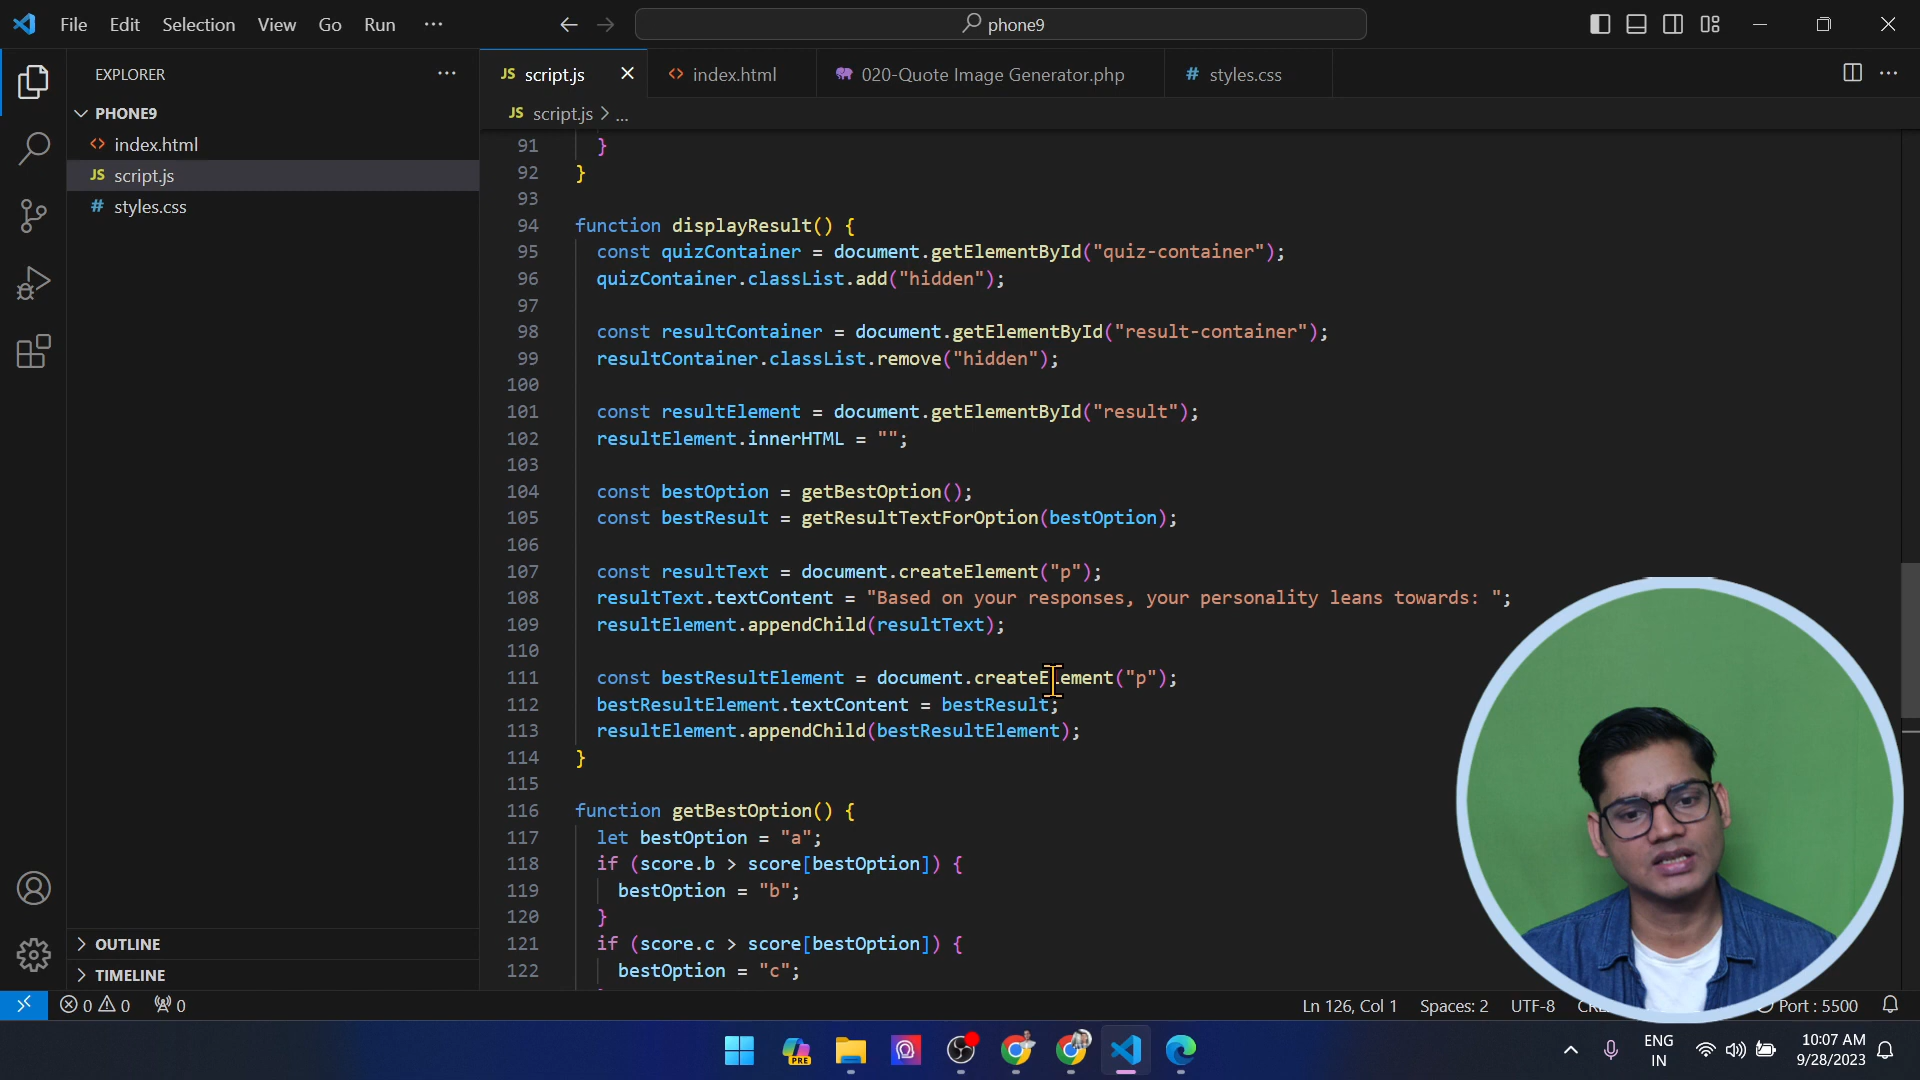 File Edit Selection View Go Run ···
phone9
EXPLORER ···
PHONE9
index.html
JS script.js
# styles.css
OUTLINE
TIMELINE
JS script.js
index.html
020-Quote Image Generator.php
# styles.css
JS script.js > ...
91 }
92 }
93
94 function displayResult() {
95 const quizContainer = document.getElementById("quiz-container");
96 quizContainer.classList.add("hidden");
97
98 const resultContainer = document.getElementById("result-container");
99 resultContainer.classList.remove("hidden");
100
101 const resultElement = document.getElementById("result");
102 resultElement.innerHTML = "";
103
104 const bestOption = getBestOption();
105 const bestResult = getResultTextForOption(bestOption);
106
107 const resultText = document.createElement("p");
108 resultText.textContent = "Based on your responses, your personality leans towards: ";
109 resultElement.appendChild(resultText);
110
111 const bestResultElement = document.createElement("p");
112 bestResultElement.textContent = bestResult;
113 resultElement.appendChild(bestResultElement);
114 }
115
116 function getBestOption() {
117 let bestOption = "a";
118 if (score.b > score[bestOption]) {
119 bestOption = "b";
120 }
121 if (score.c > score[bestOption]) {
122 bestOption = "c";
0 0 0
Ln 126, Col 1 Spaces: 2 UTF-8 Port : 5500
PRE
ENG
IN
10:07 AM
9/28/2023